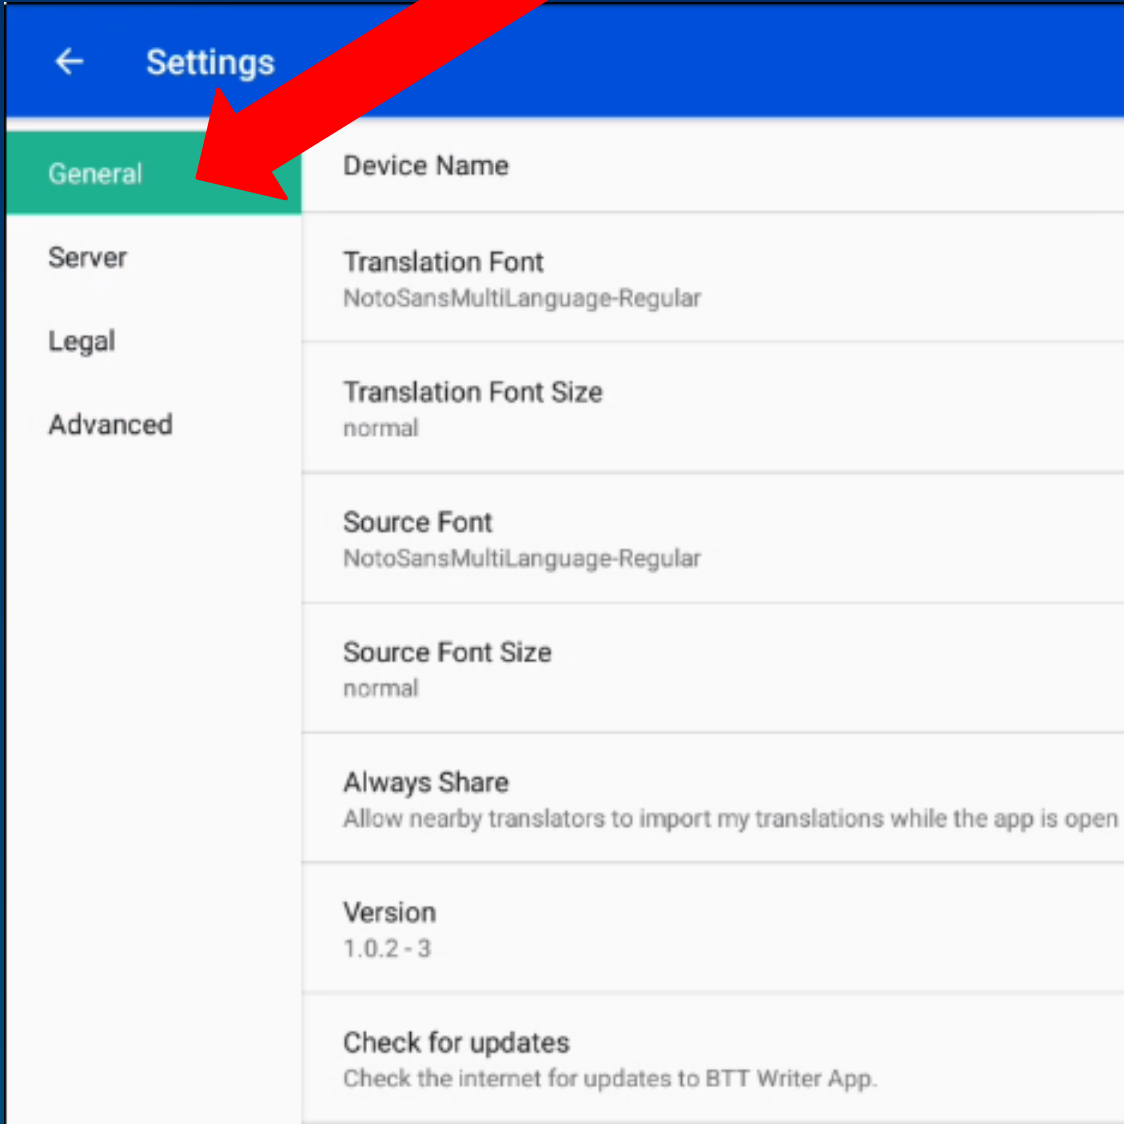 Settings
General
Server
Legal
Advanced
Device Name
Translation Font
NotoSansMultiLanguage-Regular
Translation Font Size
normal
Source Font
NotoSansMultiLanguage-Regular
Source Font Size
normal
Always Share
Allow nearby translators to import my translations while the app is open
Version
1.0.2 - 3
Check for updates
Check the internet for updates to BTT Writer App.